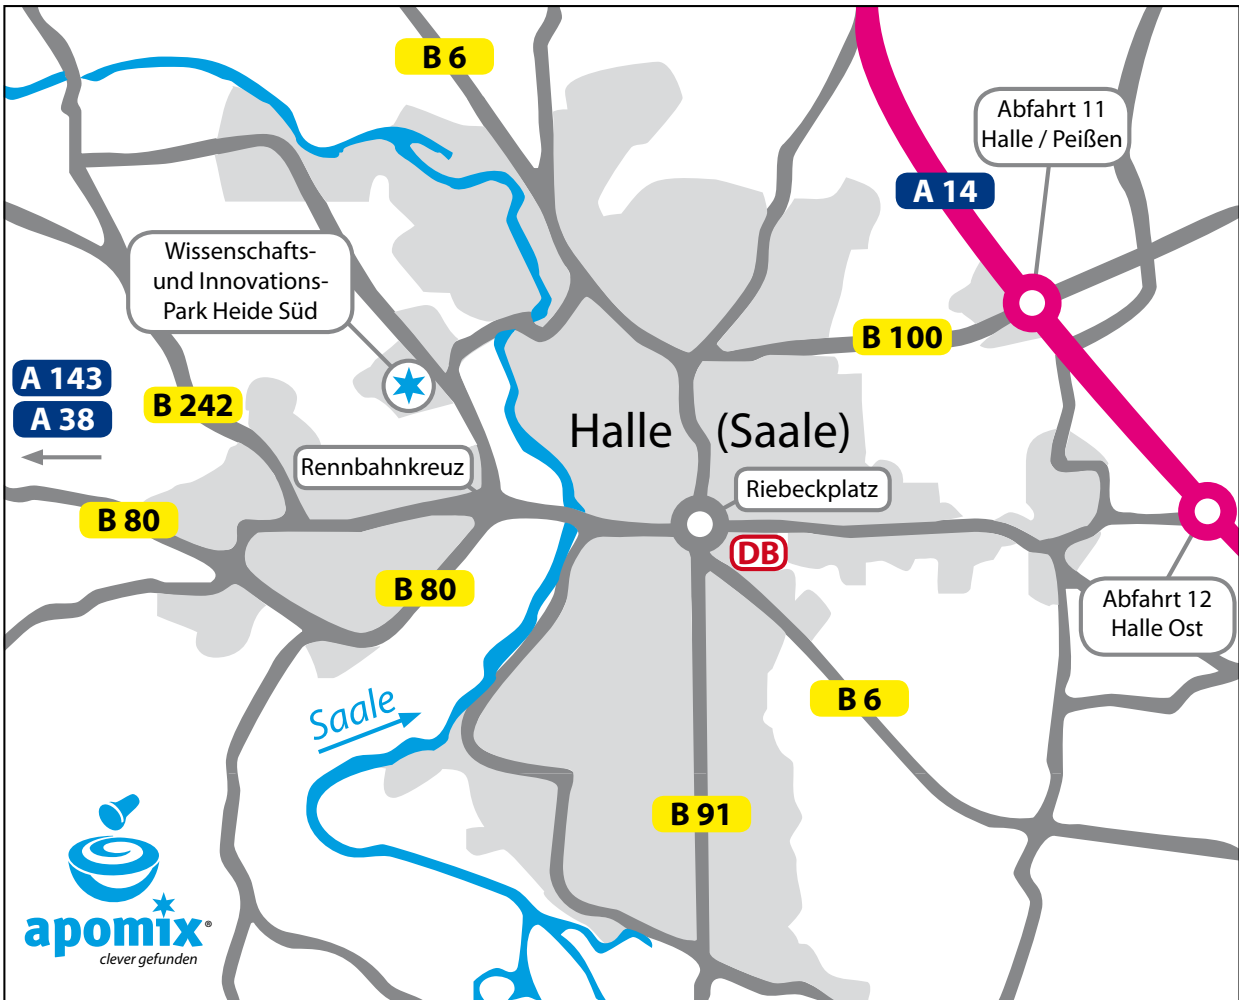 B 6
Abfahrt 11
Halle / Peißen
A 14
Wissenschafts-
und Innovations-
Park Heide Süd
B 100
A 143
A 38
B 242
Halle (Saale)
Rennbahnkreuz
Riebeckplatz
B 80
DB
B 80
Abfahrt 12
Halle Ost
Saale
B 6
B 91
apomix®
clever gefunden